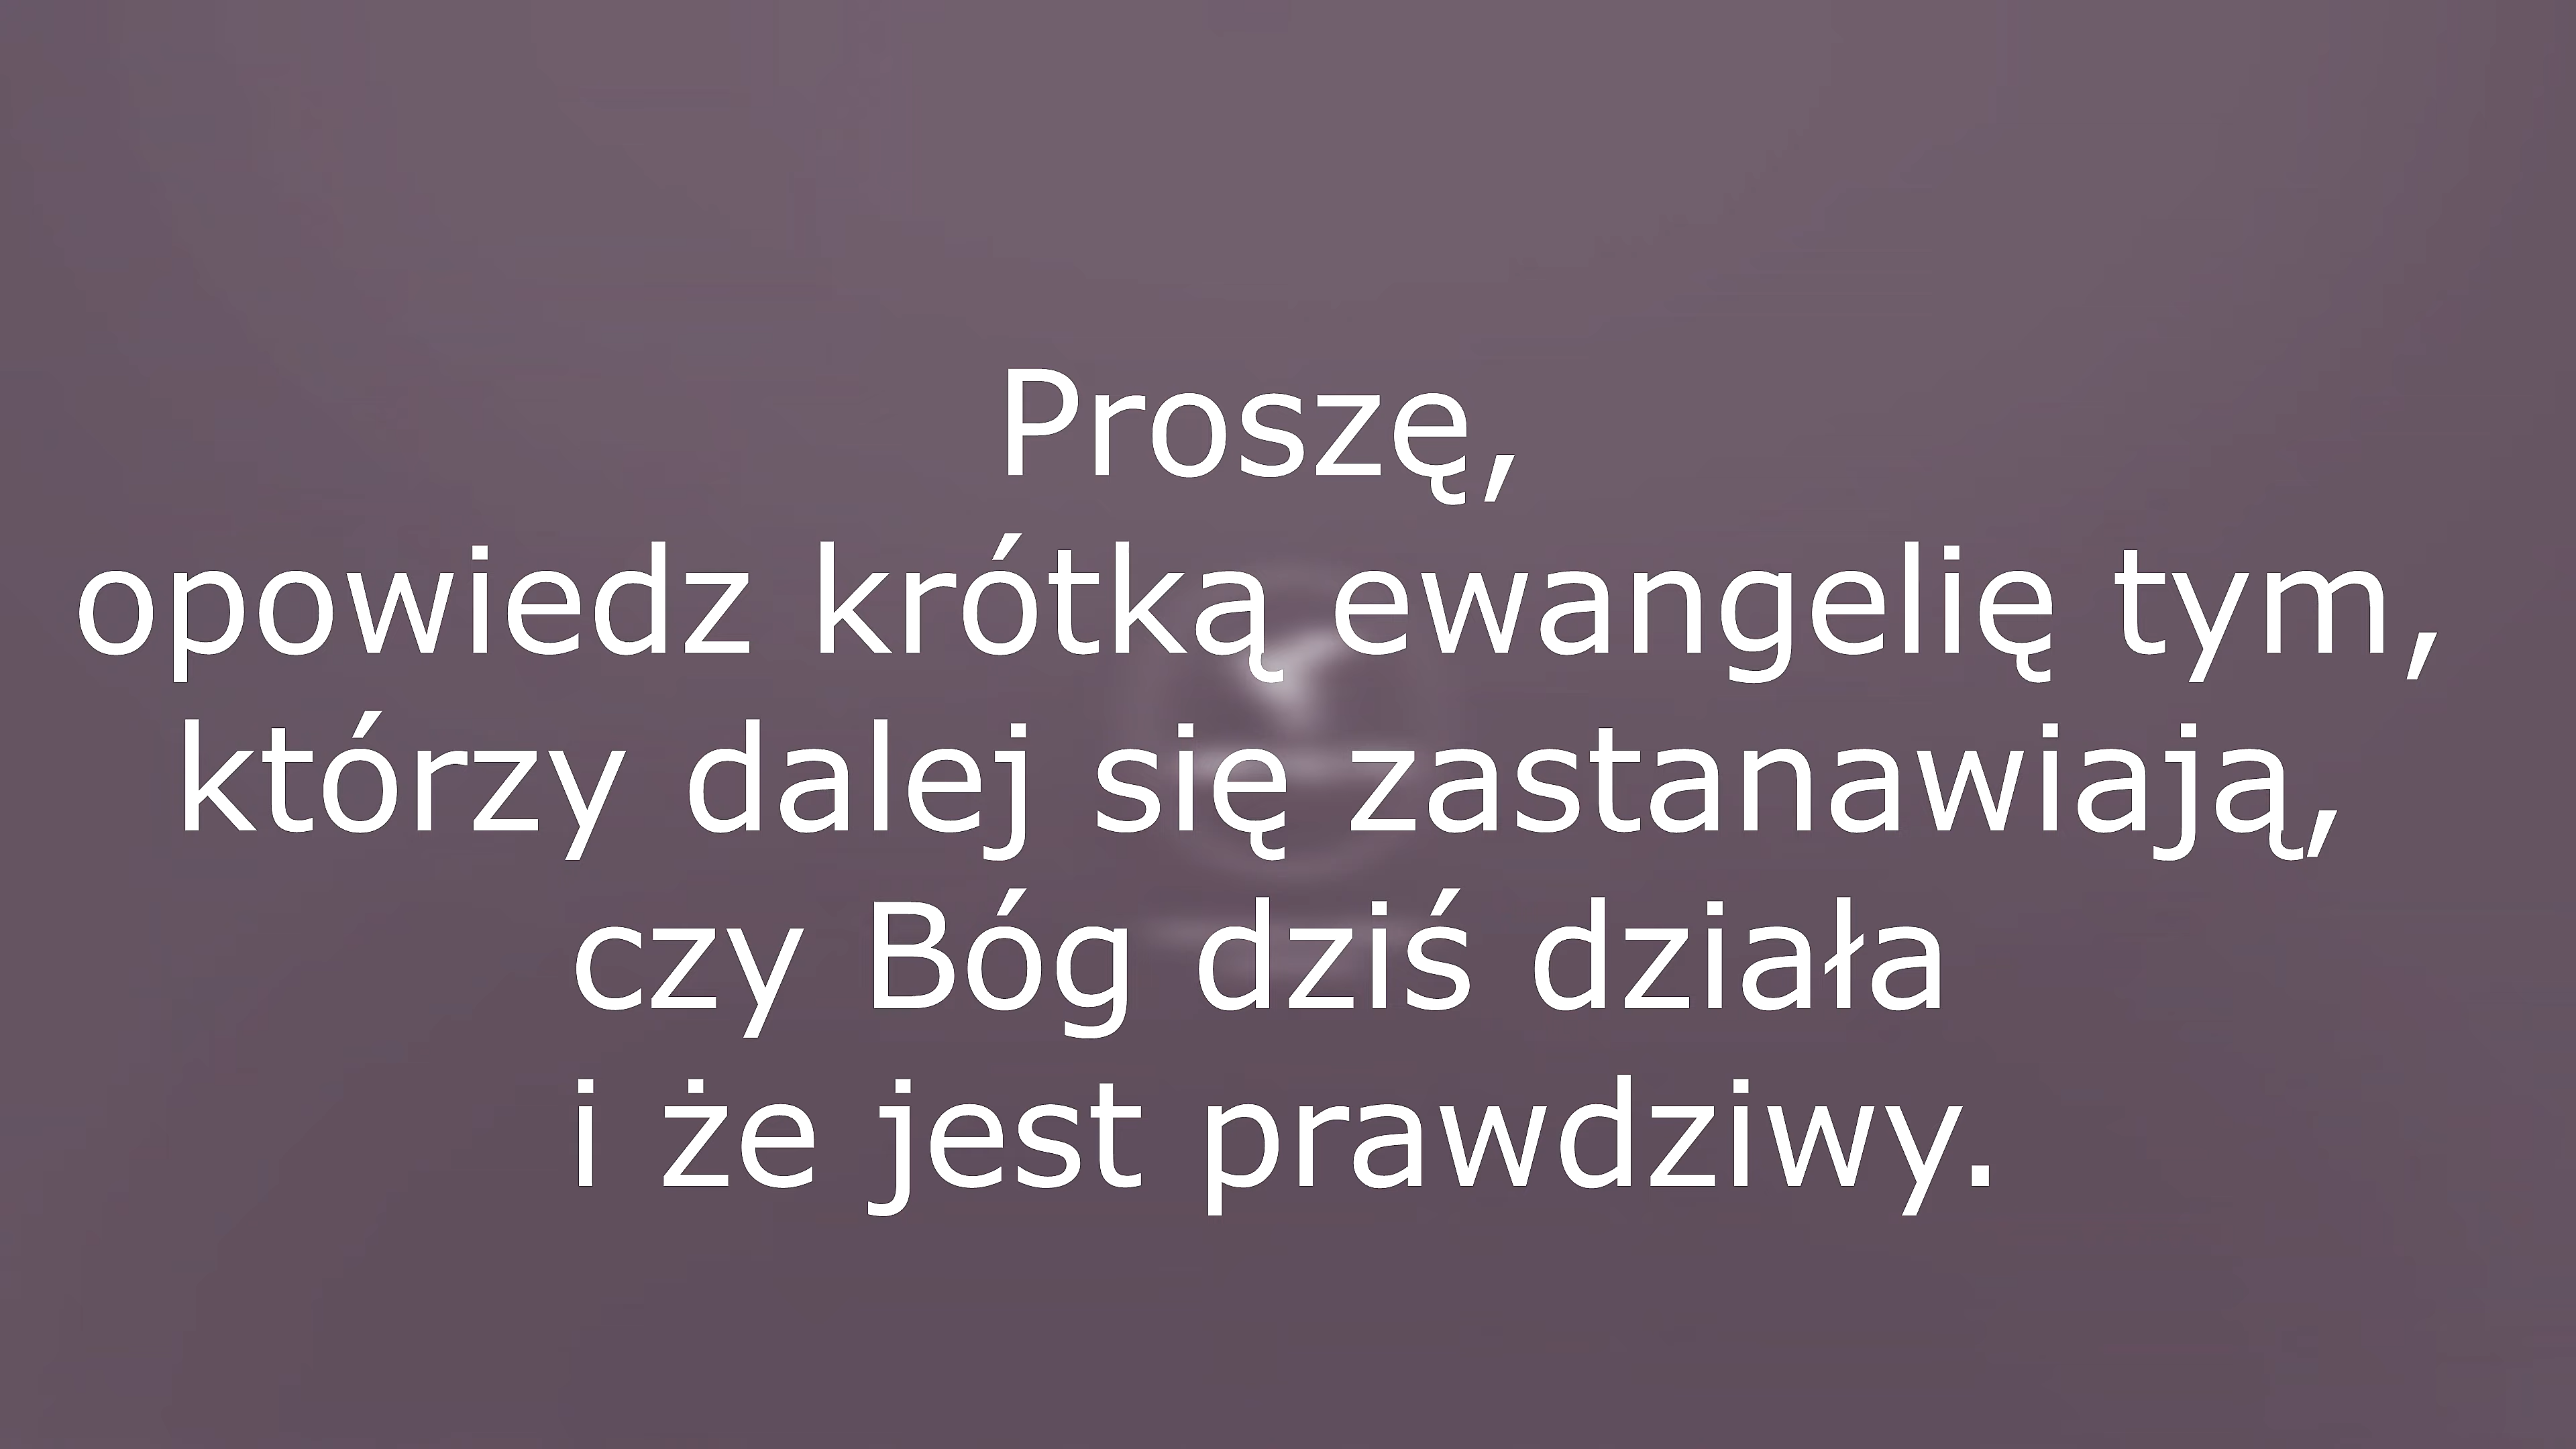 Proszę,
opowiedz krótką ewangelię tym,
którzy dalej się zastanawiają,
czy Bóg dziś działa
i że jest prawdziwy.